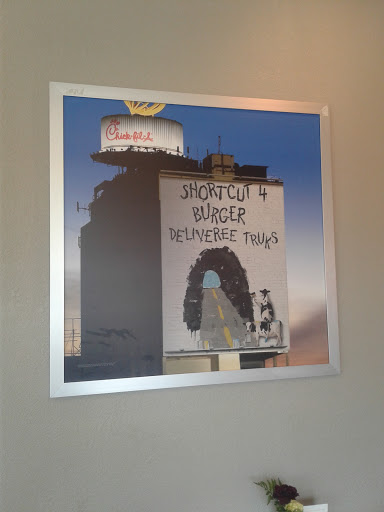 Chick-fil-A
SHORTCUT 4
BURGER
DELIVEREE TRUKS